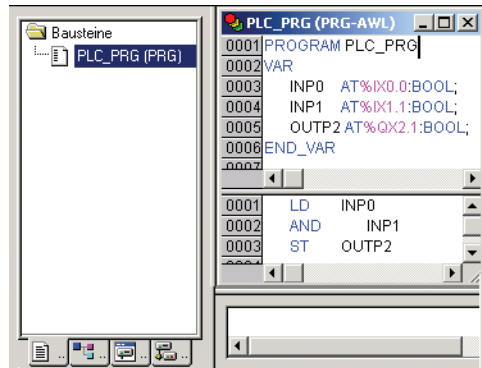 Bausteine
PLC_PRG (PRG)
PLC_PRG (PRG-AWL)
0001 PROGRAM PLC_PRG
0002 VAR
0003 INP0 AT%IX0.0:BOOL;
0004 INP1 AT%IX1.1:BOOL;
0005 OUTP2 AT%QX2.1:BOOL;
0006 END_VAR
0007
0001 LD INP0
0002 AND INP1
0003 ST OUTP2